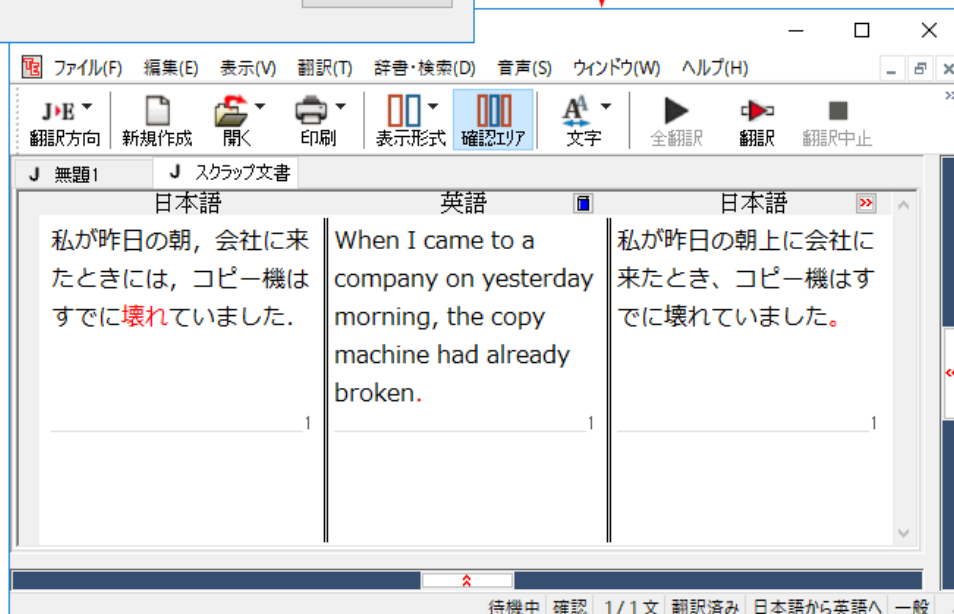 ファイル(F) 編集(E) 表示(V) 翻訳(T) 辞書・検索(D) 音声(S) ウィンドウ(W) ヘルプ(H)
J▶E
翻訳方向 新規作成 開く 印刷 表示形式 確認エリア 文字 全翻訳 翻訳 翻訳中止
J 無題1 J スクラップ文書
日本語 英語 日本語
私が昨日の朝，会社に来
たときには，コピー機は
すでに壊れていました．
1
When I came to a
company on yesterday
morning, the copy
machine had already
broken.
1
私が昨日の朝上に会社に
来たとき、コピー機はす
でに壊れていました。
1
待機中 確認 1/1文 翻訳済み 日本語から英語へ 一般